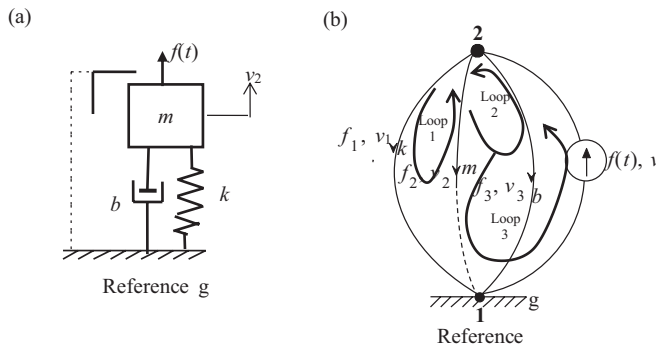 (a)
f(t)
v2
m
b
k
Reference g
(b)
2
Loop
1
Loop
2
f1, v1
k
f2 v2
m
f3, v3
b
f(t), v
Loop
3
g
1
Reference